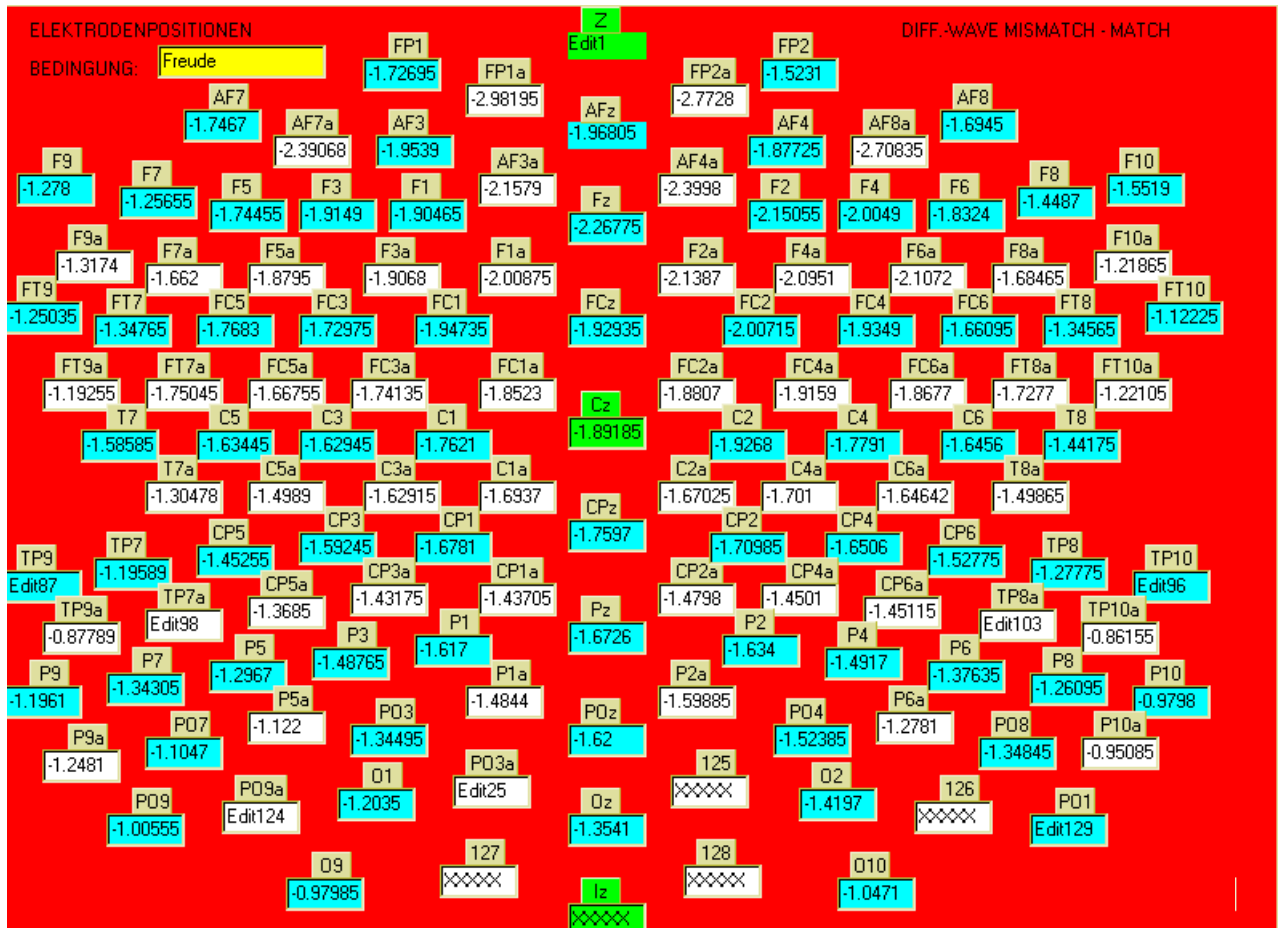 ELEKTRODENPOSITIONEN
Z
DIFF.-WAVE MISMATCH - MATCH
BEDINGUNG:
Freude
Edit1
FP1
FP2
-1.72695
-1.5231
FP1a
FP2a
-2.98195
-2.7728
AF7
AFz
AF8
-1.7467
-1.96805
-1.6945
AF7a
AF3
AF4
AF8a
-2.39068
-1.9539
-1.87725
-2.70835
F9
AF3a
AF4a
F10
-1.278
-2.1579
-2.3998
-1.5519
F7
F8
-1.25655
-1.4487
F5
F3
F1
Fz
F2
F4
F6
-1.74455
-1.9149
-1.90465
-2.26775
-2.15055
-2.0049
-1.8324
F9a
F10a
-1.3174
-1.21865
F7a
F5a
F3a
F1a
F2a
F4a
F6a
F8a
-1.662
-1.8795
-1.9068
-2.00875
-2.1387
-2.0951
-2.1072
-1.68465
FT9
FT10
-1.25035
-1.12225
FT7
FC5
FC3
FC1
FCz
FC2
FC4
FC6
FT8
-1.34765
-1.7683
-1.72975
-1.94735
-1.92935
-2.00715
-1.9349
-1.66095
-1.34565
FT9a
FT7a
FC5a
FC3a
FC1a
FC2a
FC4a
FC6a
FT8a
FT10a
-1.19255
-1.75045
-1.66755
-1.74135
-1.8523
-1.8807
-1.9159
-1.8677
-1.7277
-1.22105
T7
C5
C3
C1
Cz
C2
C4
C6
T8
-1.58585
-1.63445
-1.62945
-1.7621
-1.89185
-1.9268
-1.7791
-1.6456
-1.44175
T7a
C5a
C3a
C1a
C2a
C4a
C6a
T8a
-1.30478
-1.4989
-1.62915
-1.6937
-1.67025
-1.701
-1.64642
-1.49865
CP5
CP3
CP1
CPz
CP2
CP4
CP6
-1.45255
-1.59245
-1.6781
-1.7597
-1.70985
-1.6506
-1.52775
TP9
TP7
TP8
TP10
Edit87
-1.19589
-1.27775
Edit96
TP9a
TP7a
CP5a
CP3a
CP1a
CP2a
CP4a
CP6a
TP8a
TP10a
-0.87789
Edit98
-1.3685
-1.43175
-1.43705
-1.4798
-1.4501
-1.45115
Edit103
-0.86155
P9
P7
P5
P3
P1
Pz
P2
P4
P6
P8
P10
-1.1961
-1.34305
-1.2967
-1.48765
-1.617
-1.6726
-1.634
-1.4917
-1.37635
-1.26095
-0.9798
P9a
P5a
P1a
P2a
P6a
P10a
-1.2481
-1.122
-1.4844
-1.59885
-1.2781
-0.95085
PO7
PO3
POz
PO4
PO8
-1.1047
-1.34495
-1.62
-1.52385
-1.34845
PO9
PO9a
O1
PO3a
Oz
125
O2
126
PO1
-1.00555
Edit124
-1.2035
Edit25
-1.3541
XXXXX
-1.4197
XXXXX
Edit129
O9
127
Iz
128
O10
-0.97985
XXXXX
XXXXX
XXXXX
-1.0471